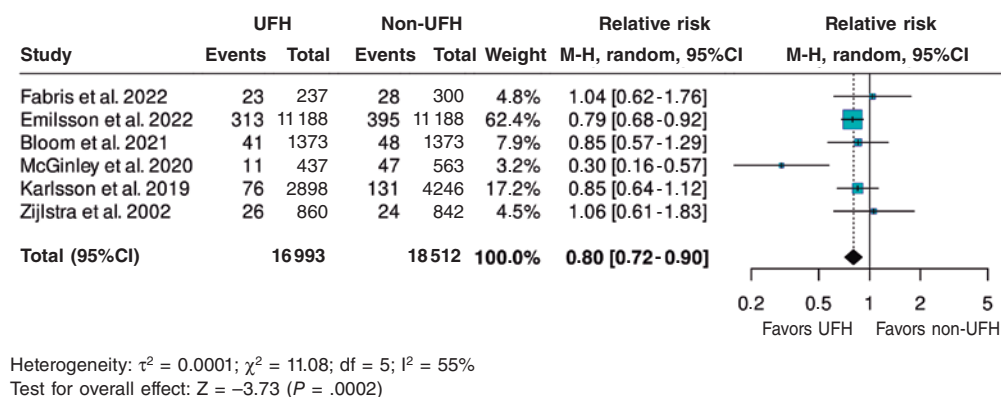 UFH Non-UFH Relative risk Relative risk
Study Events Total Events Total Weight M-H, random, 95%CI M-H, random, 95%CI
Fabris et al. 2022 23 237 28 300 4.8% 1.04 [0.62-1.76]
Emilsson et al. 2022 313 11 188 395 11 188 62.4% 0.79 [0.68-0.92]
Bloom et al. 2021 41 1373 48 1373 7.9% 0.85 [0.57-1.29]
McGinley et al. 2020 11 437 47 563 3.2% 0.30 [0.16-0.57]
Karlsson et al. 2019 76 2898 131 4246 17.2% 0.85 [0.64-1.12]
Zijlstra et al. 2002 26 860 24 842 4.5% 1.06 [0.61-1.83]
Total (95%CI) 16 993 18 512 100.0% 0.80 [0.72-0.90]
0.2 0.5 1 2 5
Favors UFH Favors non-UFH
Heterogeneity: τ² = 0.0001; χ² = 11.08; df = 5; I² = 55%
Test for overall effect: Z = –3.73 (P = .0002)